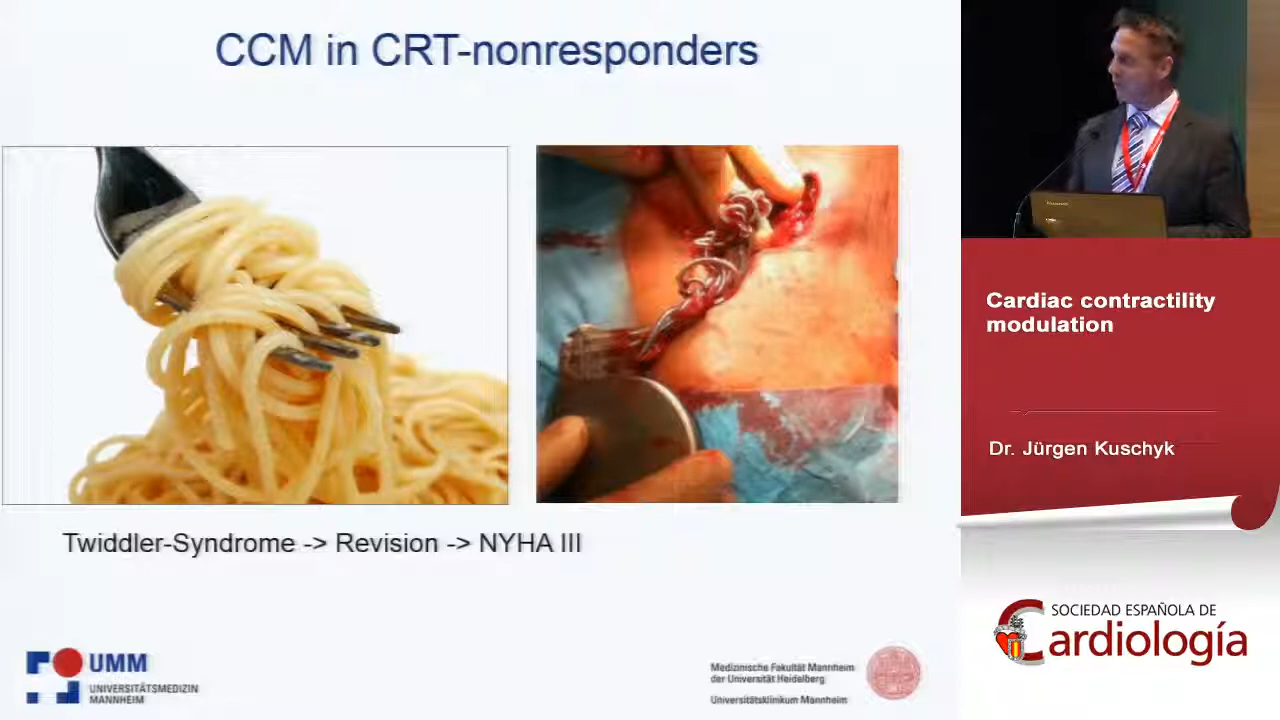 CCM in CRT-nonresponders
Twiddler-Syndrome -> Revision -> NYHA III
UMM
UNIVERSITÄTSMEDIZIN
MANNHEIM
Medizinische Fakultät Mannheim
der Universität Heidelberg
Universitätsklinikum Mannheim
Cardiac contractility
modulation
Dr. Jürgen Kuschyk
SOCIEDAD ESPAÑOLA DE
Cardiología